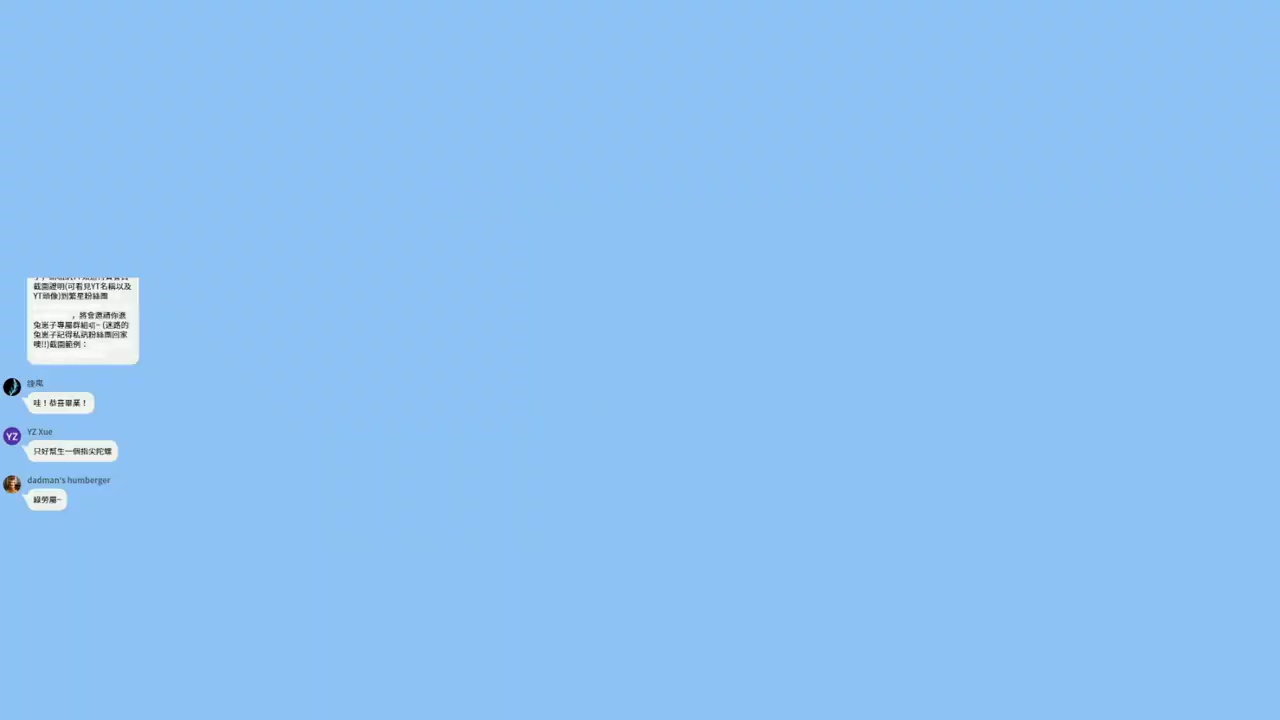 截圖證明(可看見YT名稱以及
YT頭像)到繁星粉絲團
，將會邀請你進
兔崽子專屬群組唷~ (迷路的
兔崽子記得私訊粉絲團回家
噢!!)截圖範例：
哇！恭喜畢業！
YZ
YZ Xue
只好幫生一個指尖陀螺
dadman's humberger
綠勞屬~